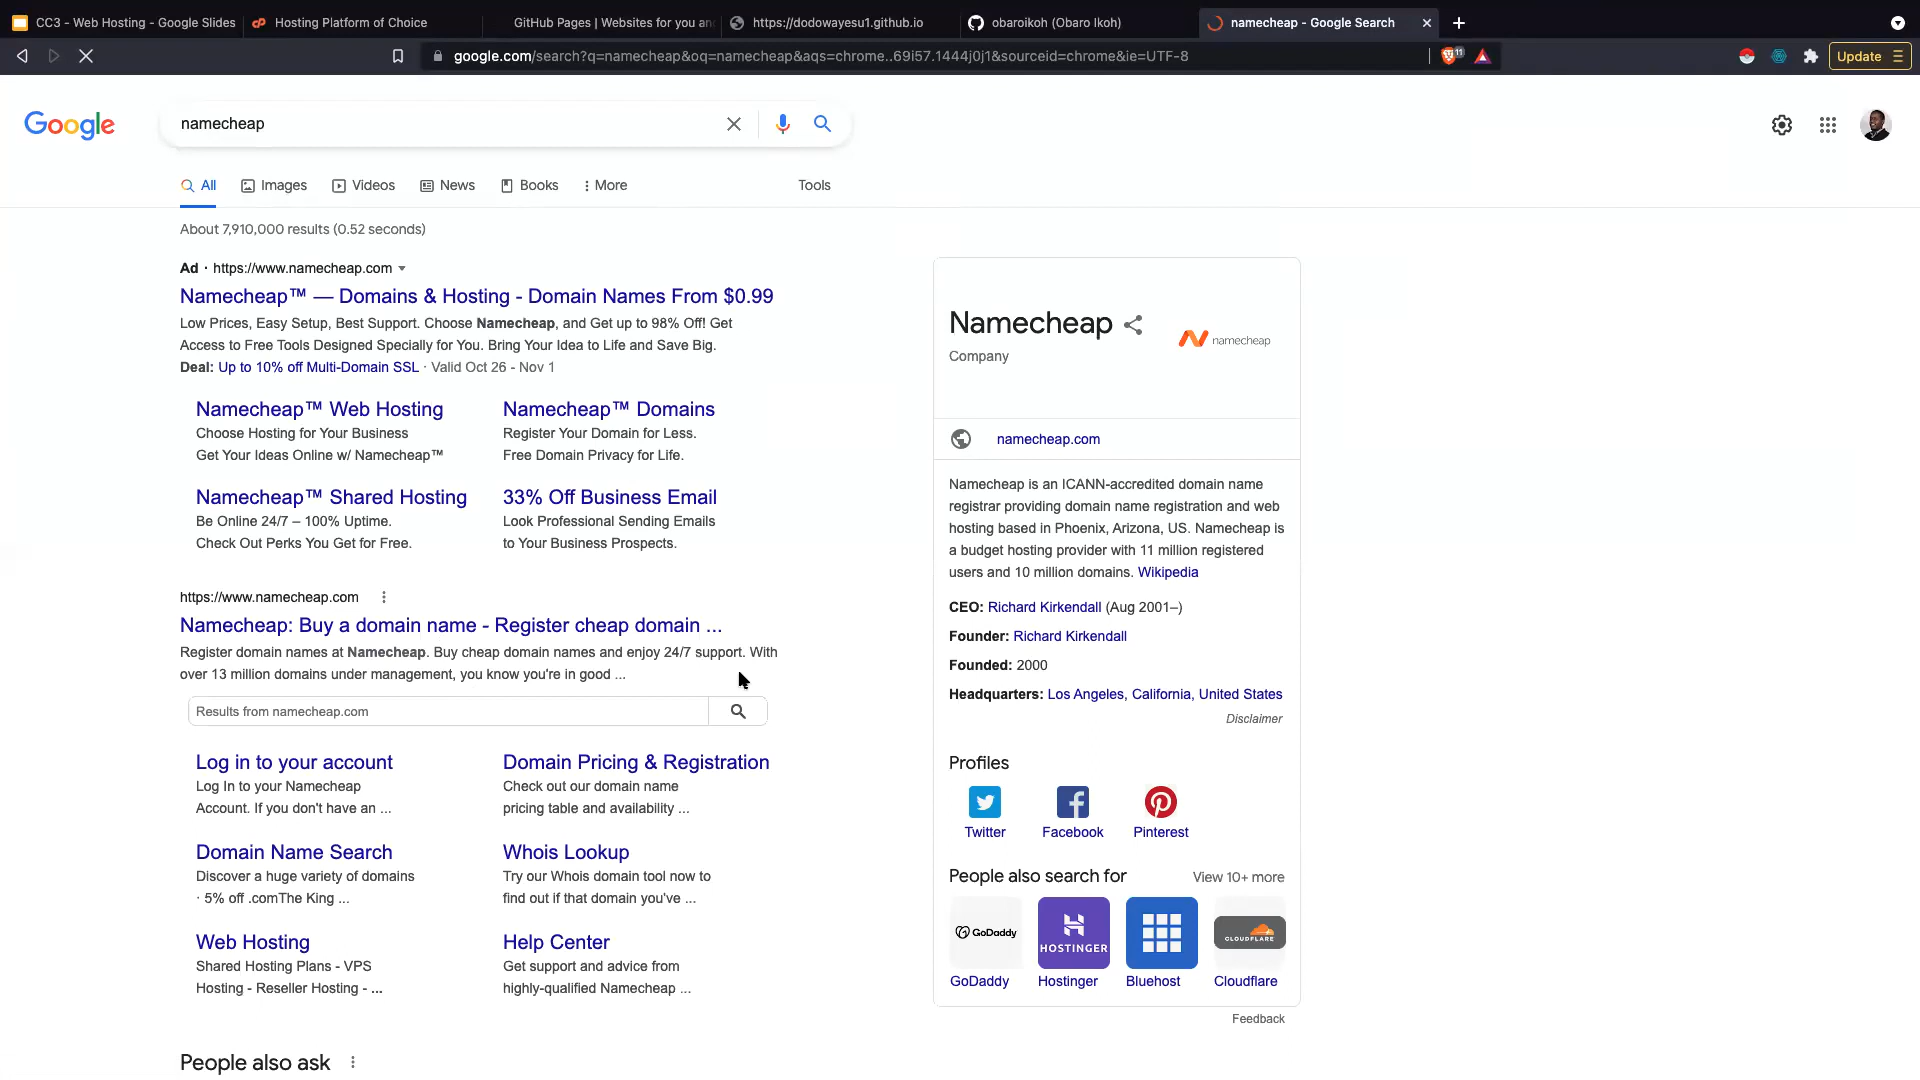 CC3 - Web Hosting - Google Slides
Hosting Platform of Choice
GitHub Pages | Websites for you an
https://dodowayesu1.github.io
obaroikoh (Obaro Ikoh)
namecheap - Google Search
google.com/search?q=namecheap&oq=namecheap&aqs=chrome..69i57.1444j0j1&sourceid=chrome&ie=UTF-8
11
Update
Google
namecheap
All
Images
Videos
News
Books
More
Tools
About 7,910,000 results (0.52 seconds)
Ad · https://www.namecheap.com
Namecheap™ — Domains & Hosting - Domain Names From $0.99
Low Prices, Easy Setup, Best Support. Choose Namecheap, and Get up to 98% Off! Get
Access to Free Tools Designed Specially for You. Bring Your Idea to Life and Save Big.
Deal: Up to 10% off Multi-Domain SSL · Valid Oct 26 - Nov 1
Namecheap™ Web Hosting
Choose Hosting for Your Business
Get Your Ideas Online w/ Namecheap™
Namecheap™ Domains
Register Your Domain for Less.
Free Domain Privacy for Life.
Namecheap™ Shared Hosting
Be Online 24/7 – 100% Uptime.
Check Out Perks You Get for Free.
33% Off Business Email
Look Professional Sending Emails
to Your Business Prospects.
https://www.namecheap.com
Namecheap: Buy a domain name - Register cheap domain ...
Register domain names at Namecheap. Buy cheap domain names and enjoy 24/7 support. With
over 13 million domains under management, you know you're in good ...
Results from namecheap.com
Log in to your account
Log In to your Namecheap
Account. If you don't have an ...
Domain Pricing & Registration
Check out our domain name
pricing table and availability ...
Domain Name Search
Discover a huge variety of domains
· 5% off .comThe King ...
Whois Lookup
Try our Whois domain tool now to
find out if that domain you've ...
Web Hosting
Shared Hosting Plans - VPS
Hosting - Reseller Hosting - ...
Help Center
Get support and advice from
highly-qualified Namecheap ...
People also ask
Namecheap
Company
namecheap
namecheap.com
Namecheap is an ICANN-accredited domain name
registrar providing domain name registration and web
hosting based in Phoenix, Arizona, US. Namecheap is
a budget hosting provider with 11 million registered
users and 10 million domains. Wikipedia
CEO: Richard Kirkendall (Aug 2001–)
Founder: Richard Kirkendall
Founded: 2000
Headquarters: Los Angeles, California, United States
Disclaimer
Profiles
Twitter
Facebook
Pinterest
People also search for
View 10+ more
GoDaddy
HOSTINGER
CLOUDFLARE
GoDaddy
Hostinger
Bluehost
Cloudflare
Feedback